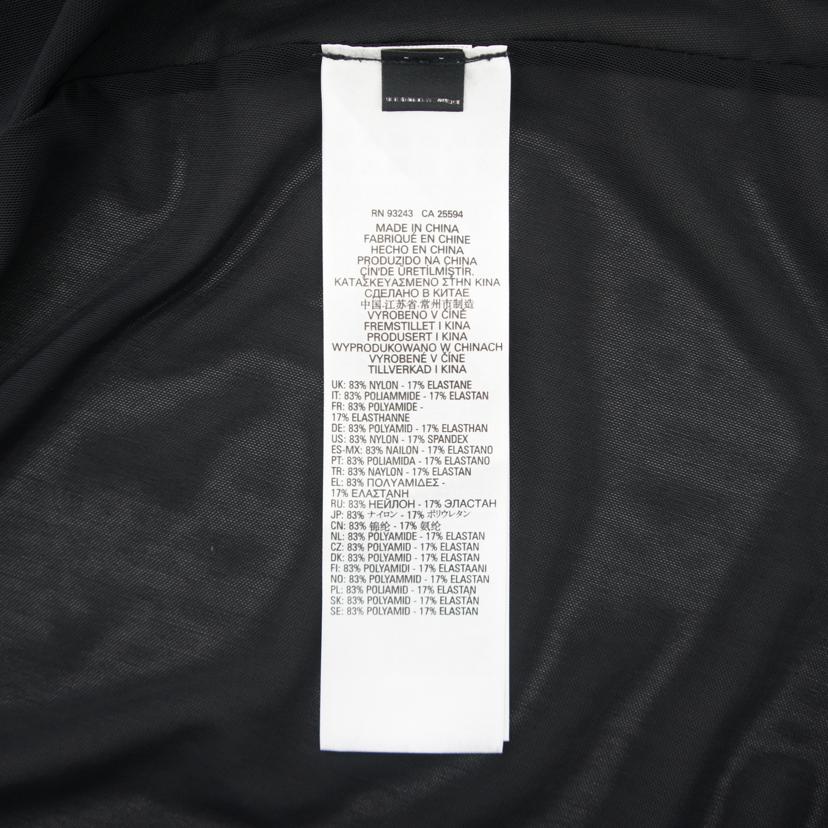 RN 93243 CA 25594
MADE IN CHINA
FABRIQUÉ EN CHINE
HECHO EN CHINA
PRODUZIDO NA CHINA
ÇIN'DE ÜRETİLMİŞTİR.
ΚΑΤΑΣΚΕΥΑΣΜΕΝΟ ΣΤΗΝ ΚΙΝΑ
СДЕЛАНО В КИТАЕ
中国.江苏省.常州市制造
VYROBENO V ČÍNĚ
FREMSTILLET I KINA
PRODUSERT I KINA
WYPRODUKOWANO W CHINACH
VYROBENÉ V ČÍNE
TILLVERKAD I KINA
UK: 83% NYLON - 17% ELASTANE
IT: 83% POLIAMMIDE - 17% ELASTAN
FR: 83% POLYAMIDE -
17% ELASTHANNE
DE: 83% POLYAMID - 17% ELASTHAN
US: 83% NYLON - 17% SPANDEX
ES-MX: 83% NAILON - 17% ELASTANO
PT: 83% POLIAMIDA - 17% ELASTANO
TR: 83% NAYLON - 17% ELASTAN
EL: 83% ΠΟΛΥΑΜΙΔΕΣ -
17% ΕΛΑΣΤΑΝΗ
RU: 83% НЕЙЛОН - 17% ЭЛАСТАН
JP: 83% ナイロン - 17% ポリウレタン
CN: 83% 锦纶 - 17% 氨纶
NL: 83% POLYAMIDE - 17% ELASTAN
CZ: 83% POLYAMID - 17% ELASTAN
DK: 83% POLYAMID - 17% ELASTAN
FI: 83% POLYAMIDI - 17% ELASTAANI
NO: 83% POLYAMMID - 17% ELASTAN
PL: 83% POLIAMID - 17% ELASTAN
SK: 83% POLYAMID - 17% ELASTÁN
SE: 83% POLYAMID - 17% ELASTAN